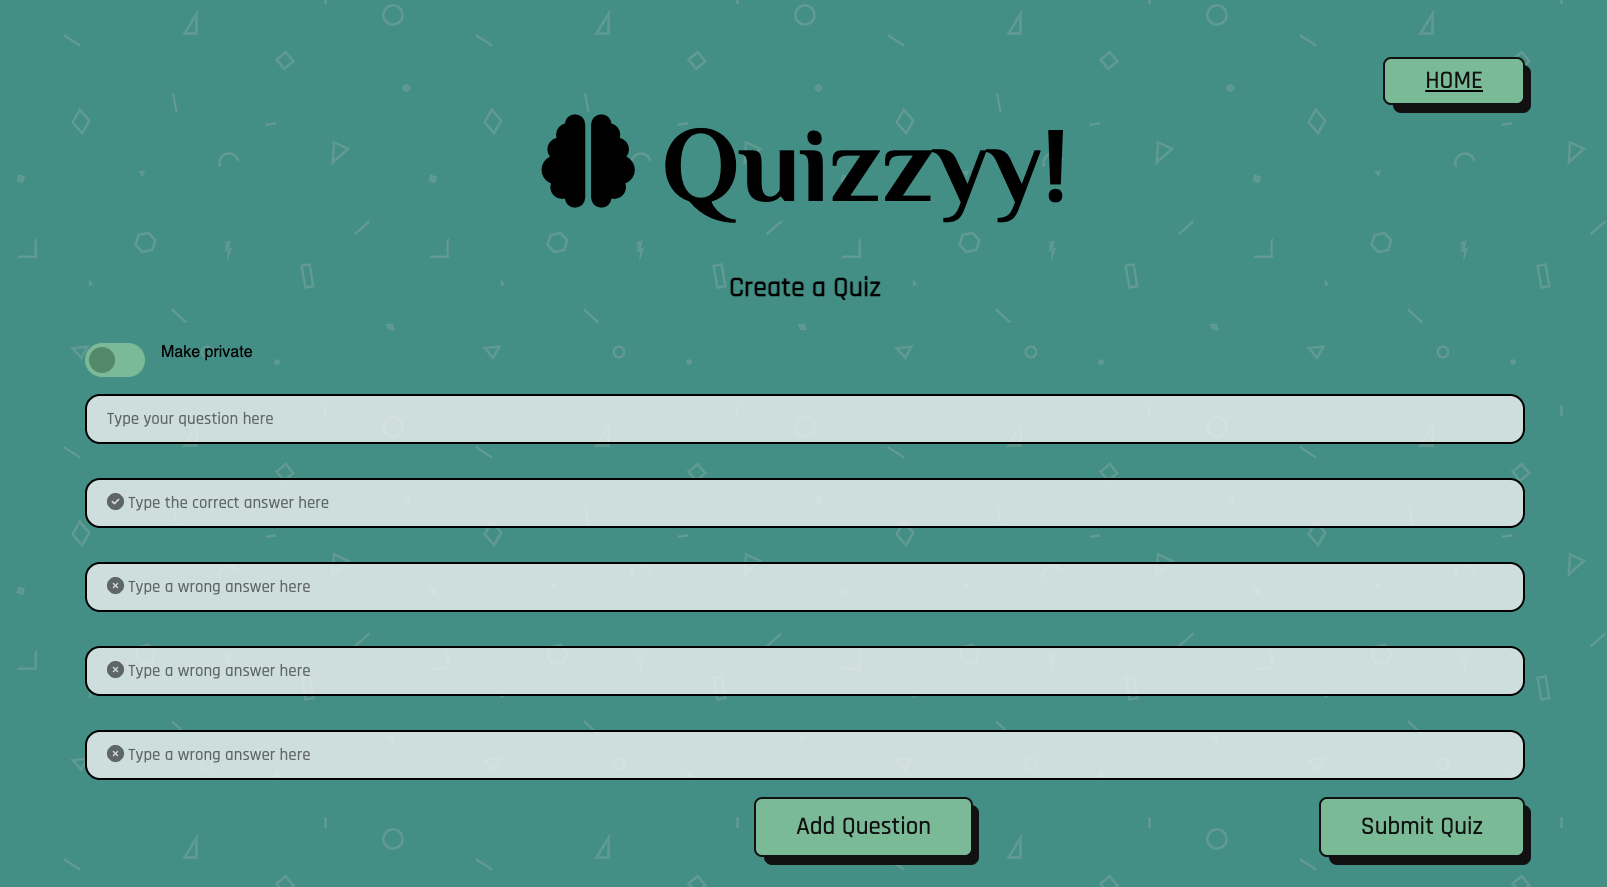 HOME
Quizzyy!
Create a Quiz
Make private
Type your question here
Type the correct answer here
Type a wrong answer here
Type a wrong answer here
Type a wrong answer here
Add Question
Submit Quiz